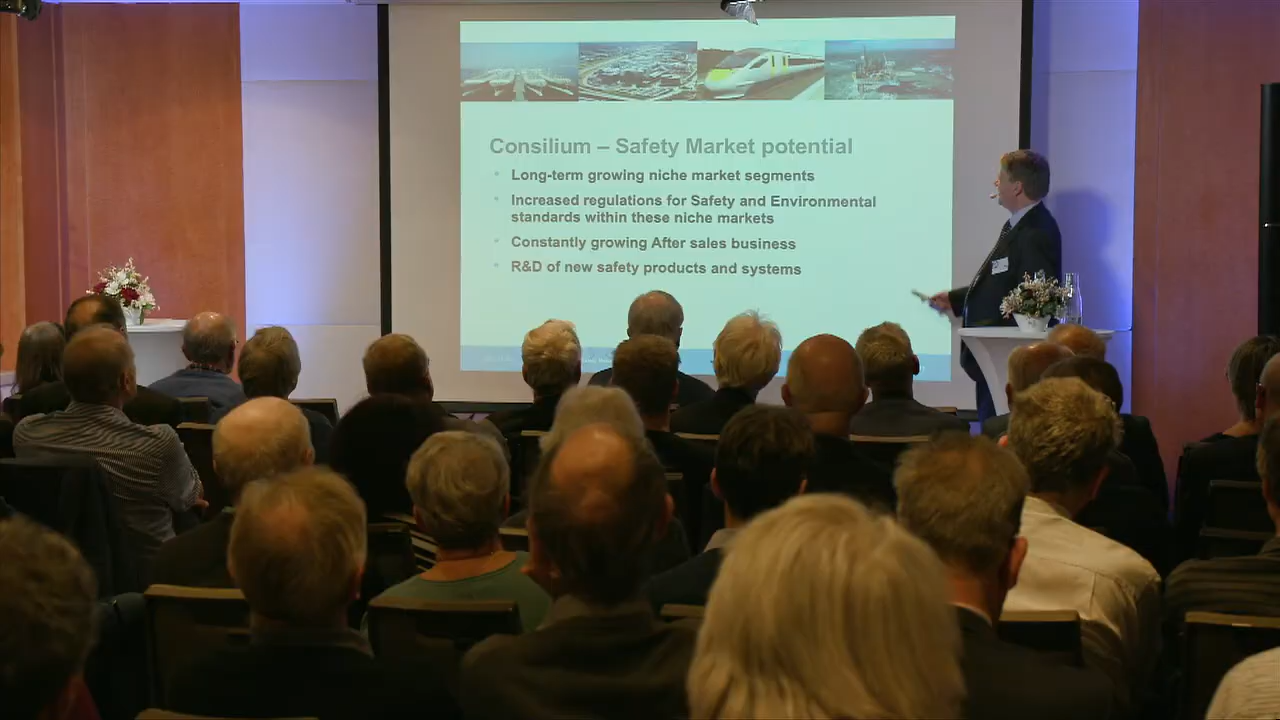 Consilium – Safety Market potential
Long-term growing niche market segments
Increased regulations for Safety and Environmental
standards within these niche markets
Constantly growing After sales business
R&D of new safety products and systems